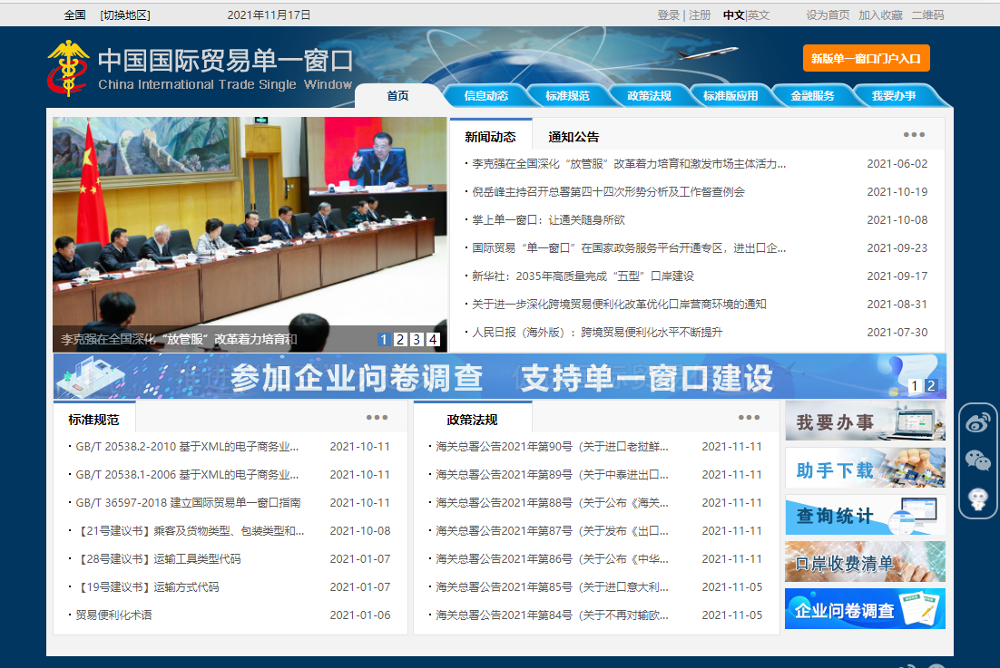 全国 [切换地区] 2021年11月17日 登录 | 注册 中文|英文 设为首页 加入收藏 二维码
中国国际贸易单一窗口
China International Trade Single Window
新版单一窗口门户入口
首页 信息动态 标准规范 政策法规 标准版应用 金融服务 我要办事
新闻动态 通知公告
· 李克强在全国深化“放管服”改革着力培育和激发市场主体活力... 2021-06-02
· 倪岳峰主持召开总署第四十四次形势分析及工作督查例会 2021-10-19
· 掌上单一窗口：让通关随身所欲 2021-10-08
· 国际贸易“单一窗口”在国家政务服务平台开通专区，进出口企... 2021-09-23
· 新华社：2035年高质量完成“五型”口岸建设 2021-09-17
· 关于进一步深化跨境贸易便利化改革优化口岸营商环境的通知 2021-08-31
· 人民日报（海外版）：跨境贸易便利化水平不断提升 2021-07-30
李克强在全国深化“放管服”改革着力培育和 1 2 3 4
参加企业问卷调查 支持单一窗口建设
1 2
标准规范
· GB/T 20538.2-2010 基于XML的电子商务业... 2021-10-11
· GB/T 20538.1-2006 基于XML的电子商务业... 2021-10-11
· GB/T 36597-2018 建立国际贸易单一窗口指南 2021-10-11
· 【21号建议书】乘客及货物类型、包装类型和... 2021-10-08
· 【28号建议书】运输工具类型代码 2021-01-07
· 【19号建议书】运输方式代码 2021-01-07
· 贸易便利化术语 2021-01-06
政策法规
· 海关总署公告2021年第90号（关于进口老挝鲜... 2021-11-11
· 海关总署公告2021年第89号（关于中泰进出口... 2021-11-11
· 海关总署公告2021年第88号（关于公布《海关... 2021-11-11
· 海关总署公告2021年第87号（关于发布《出口... 2021-11-11
· 海关总署公告2021年第86号（关于公布《中华... 2021-11-11
· 海关总署公告2021年第85号（关于进口意大利... 2021-11-05
· 海关总署公告2021年第84号（关于不再对输欧... 2021-11-05
我要办事
助手下载
查询统计
口岸收费清单
企业问卷调查